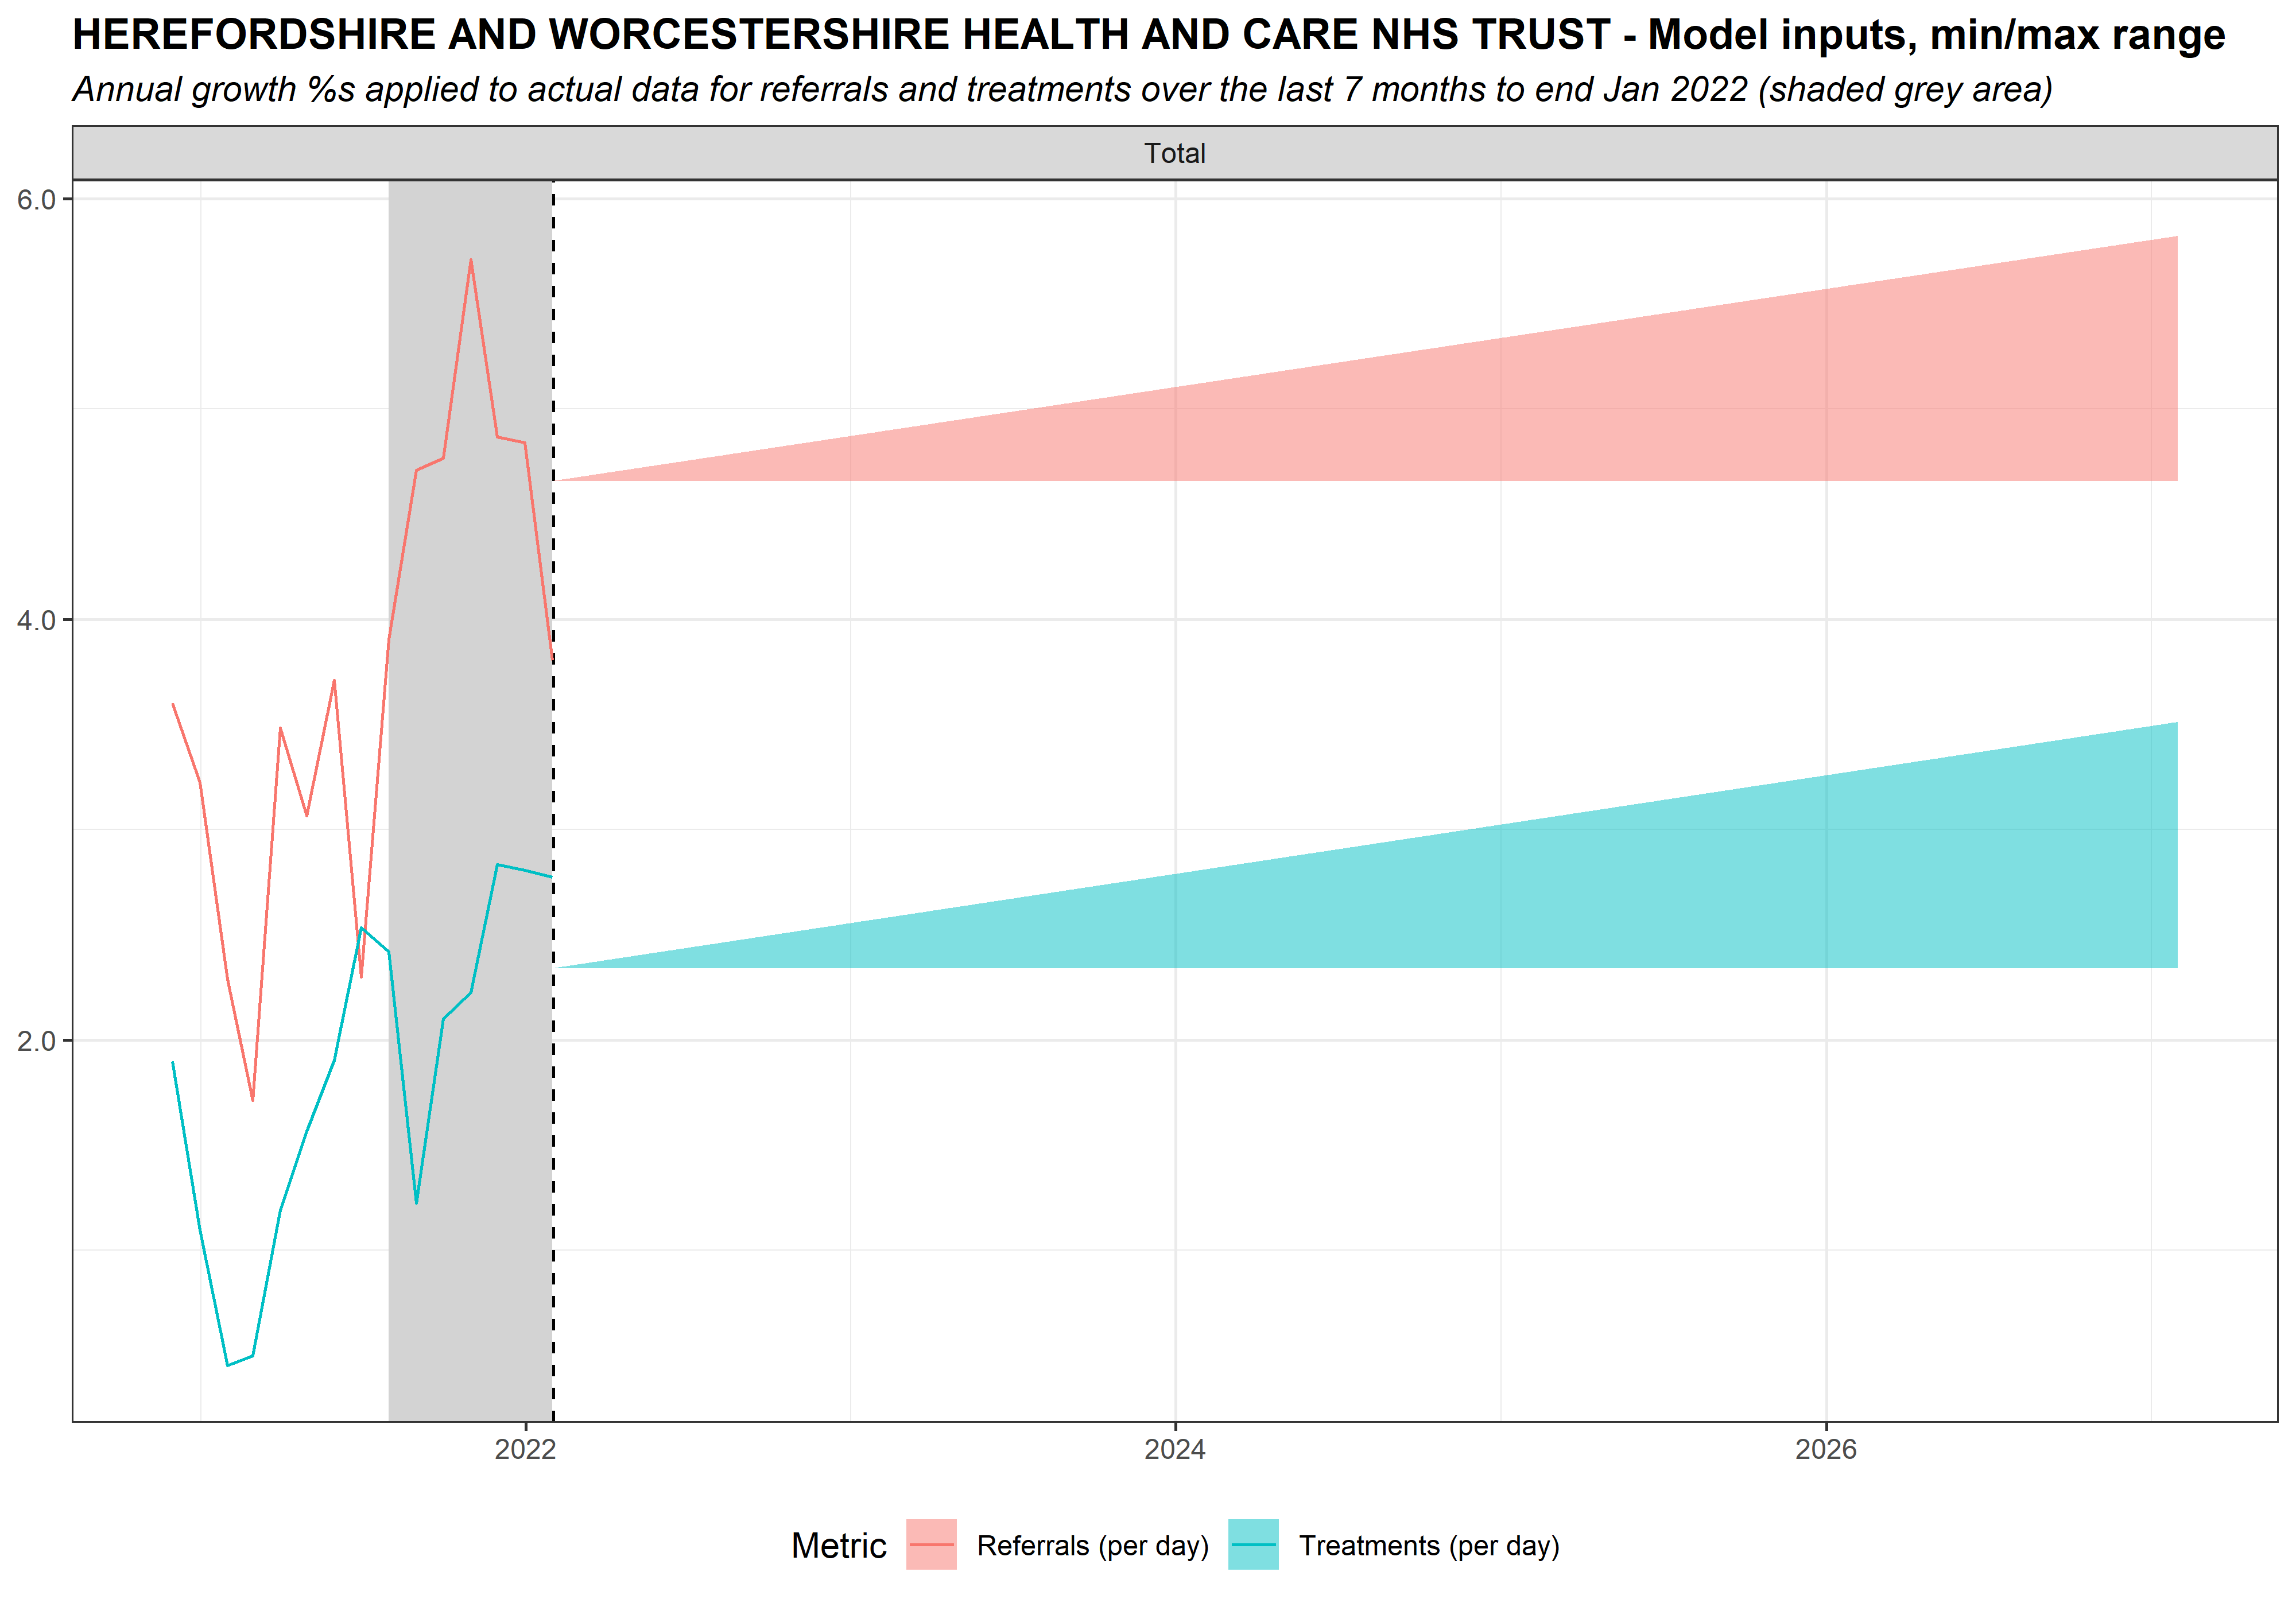 HEREFORDSHIRE AND WORCESTERSHIRE HEALTH AND CARE NHS TRUST - Model inputs, min/max range
Annual growth %s applied to actual data for referrals and treatments over the last 7 months to end Jan 2022 (shaded grey area)
Total
6.0
4.0
2.0
2022 2024 2026
Metric Referrals (per day) Treatments (per day)